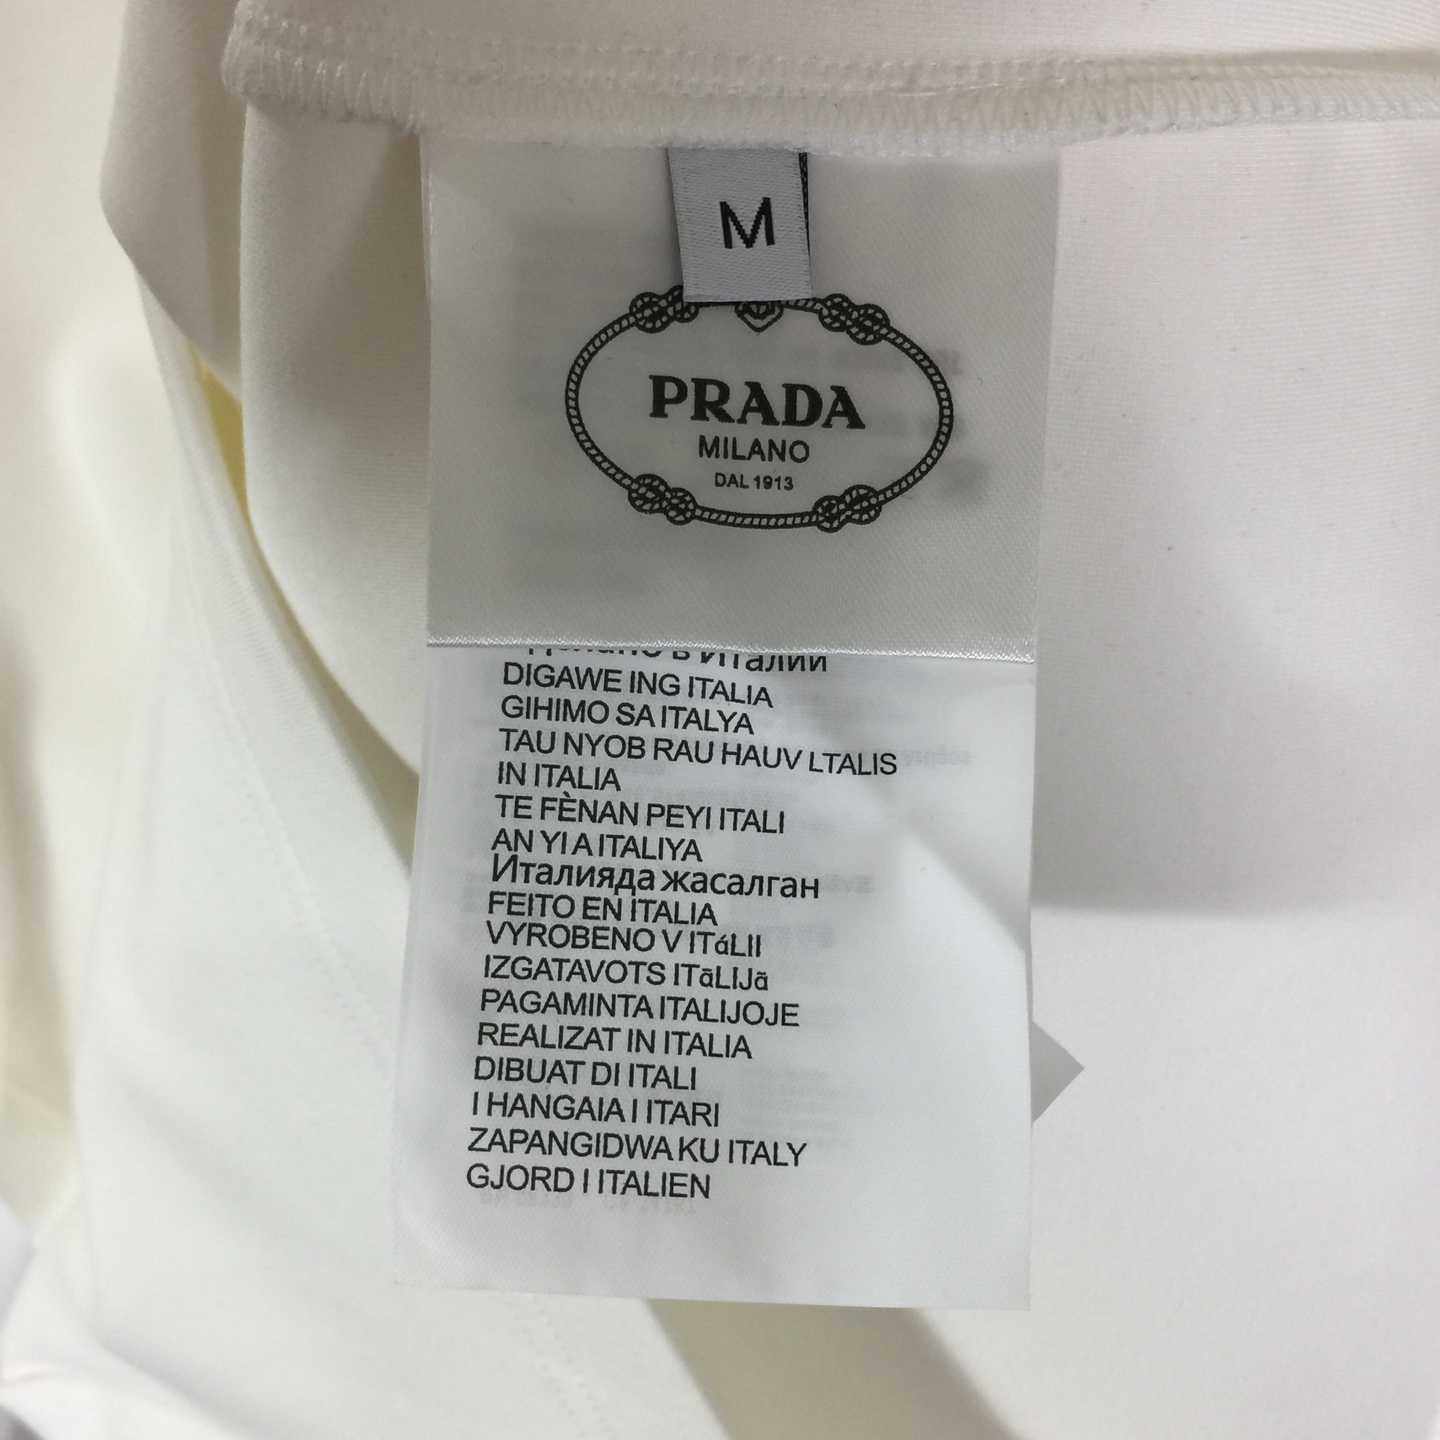 M
PRADA
MILANO
DAL 1913
в Италии
DIGAWE ING ITALIA
GIHIMO SA ITALYA
TAU NYOB RAU HAUV LTALIS
IN ITALIA
TE FÈNAN PEYI ITALI
AN YI A ITALIYA
Италияда жасалган
FEITO EN ITALIA
VYROBENO V ITáLII
IZGATAVOTS ITāLIJā
PAGAMINTA ITALIJOJE
REALIZAT IN ITALIA
DIBUAT DI ITALI
I HANGAIA I ITARI
ZAPANGIDWA KU ITALY
GJORD I ITALIEN